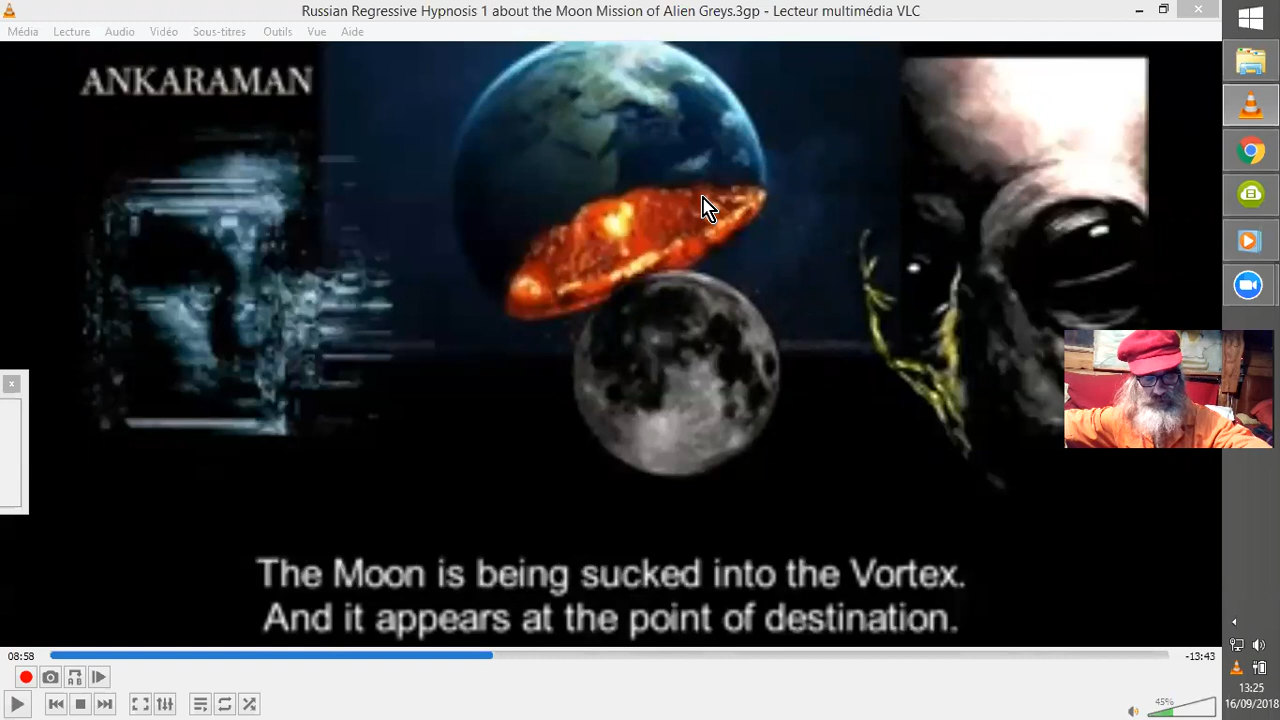 Russian Regressive Hypnosis 1 about the Moon Mission of Alien Greys.3gp - Lecteur multimédia VLC
Média Lecture Audio Vidéo Sous-titres Outils Vue Aide
ANKARAMAN
The Moon is being sucked into the Vortex.
And it appears at the point of destination.
08:58
-13:43
45%
13:25
16/09/2018